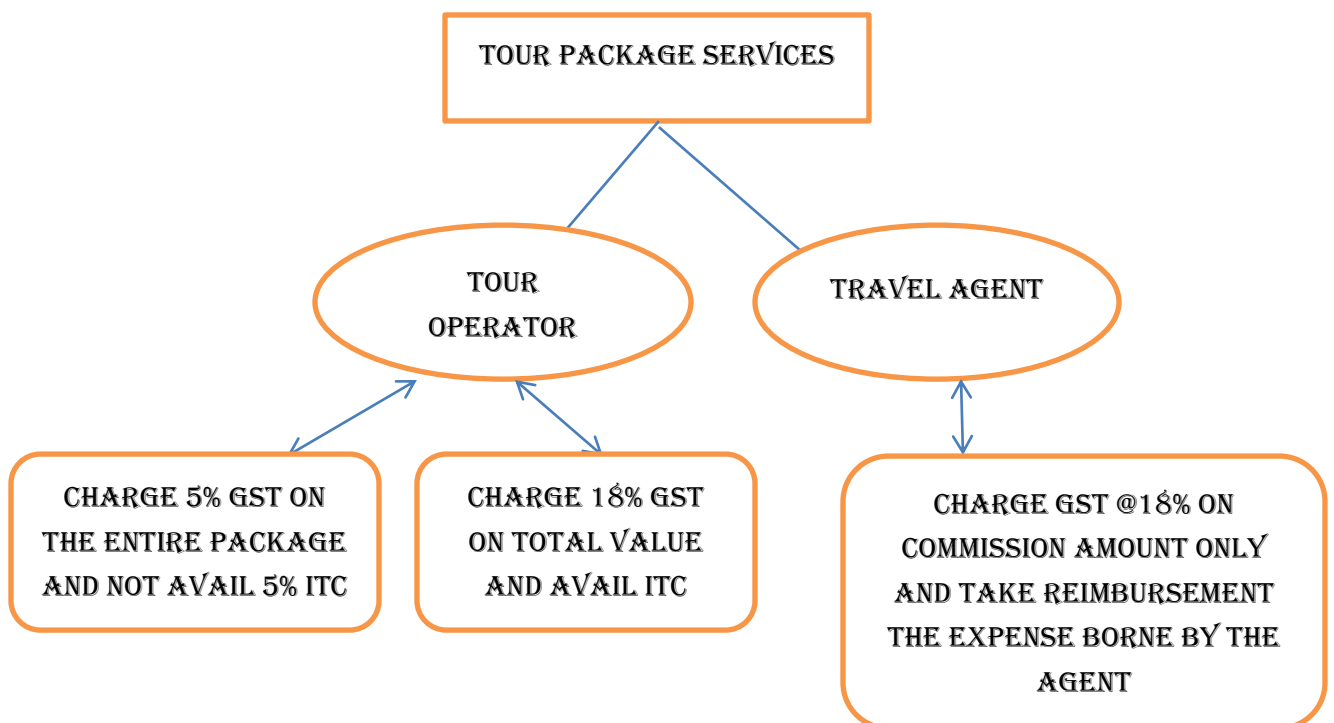 TOUR PACKAGE SERVICES
TOUR
OPERATOR
TRAVEL AGENT
CHARGE 5% GST ON
THE ENTIRE PACKAGE
AND NOT AVAIL 5% ITC
CHARGE 18% GST
ON TOTAL VALUE
AND AVAIL ITC
CHARGE GST @18% ON
COMMISSION AMOUNT ONLY
AND TAKE REIMBURSEMENT
THE EXPENSE BORNE BY THE
AGENT